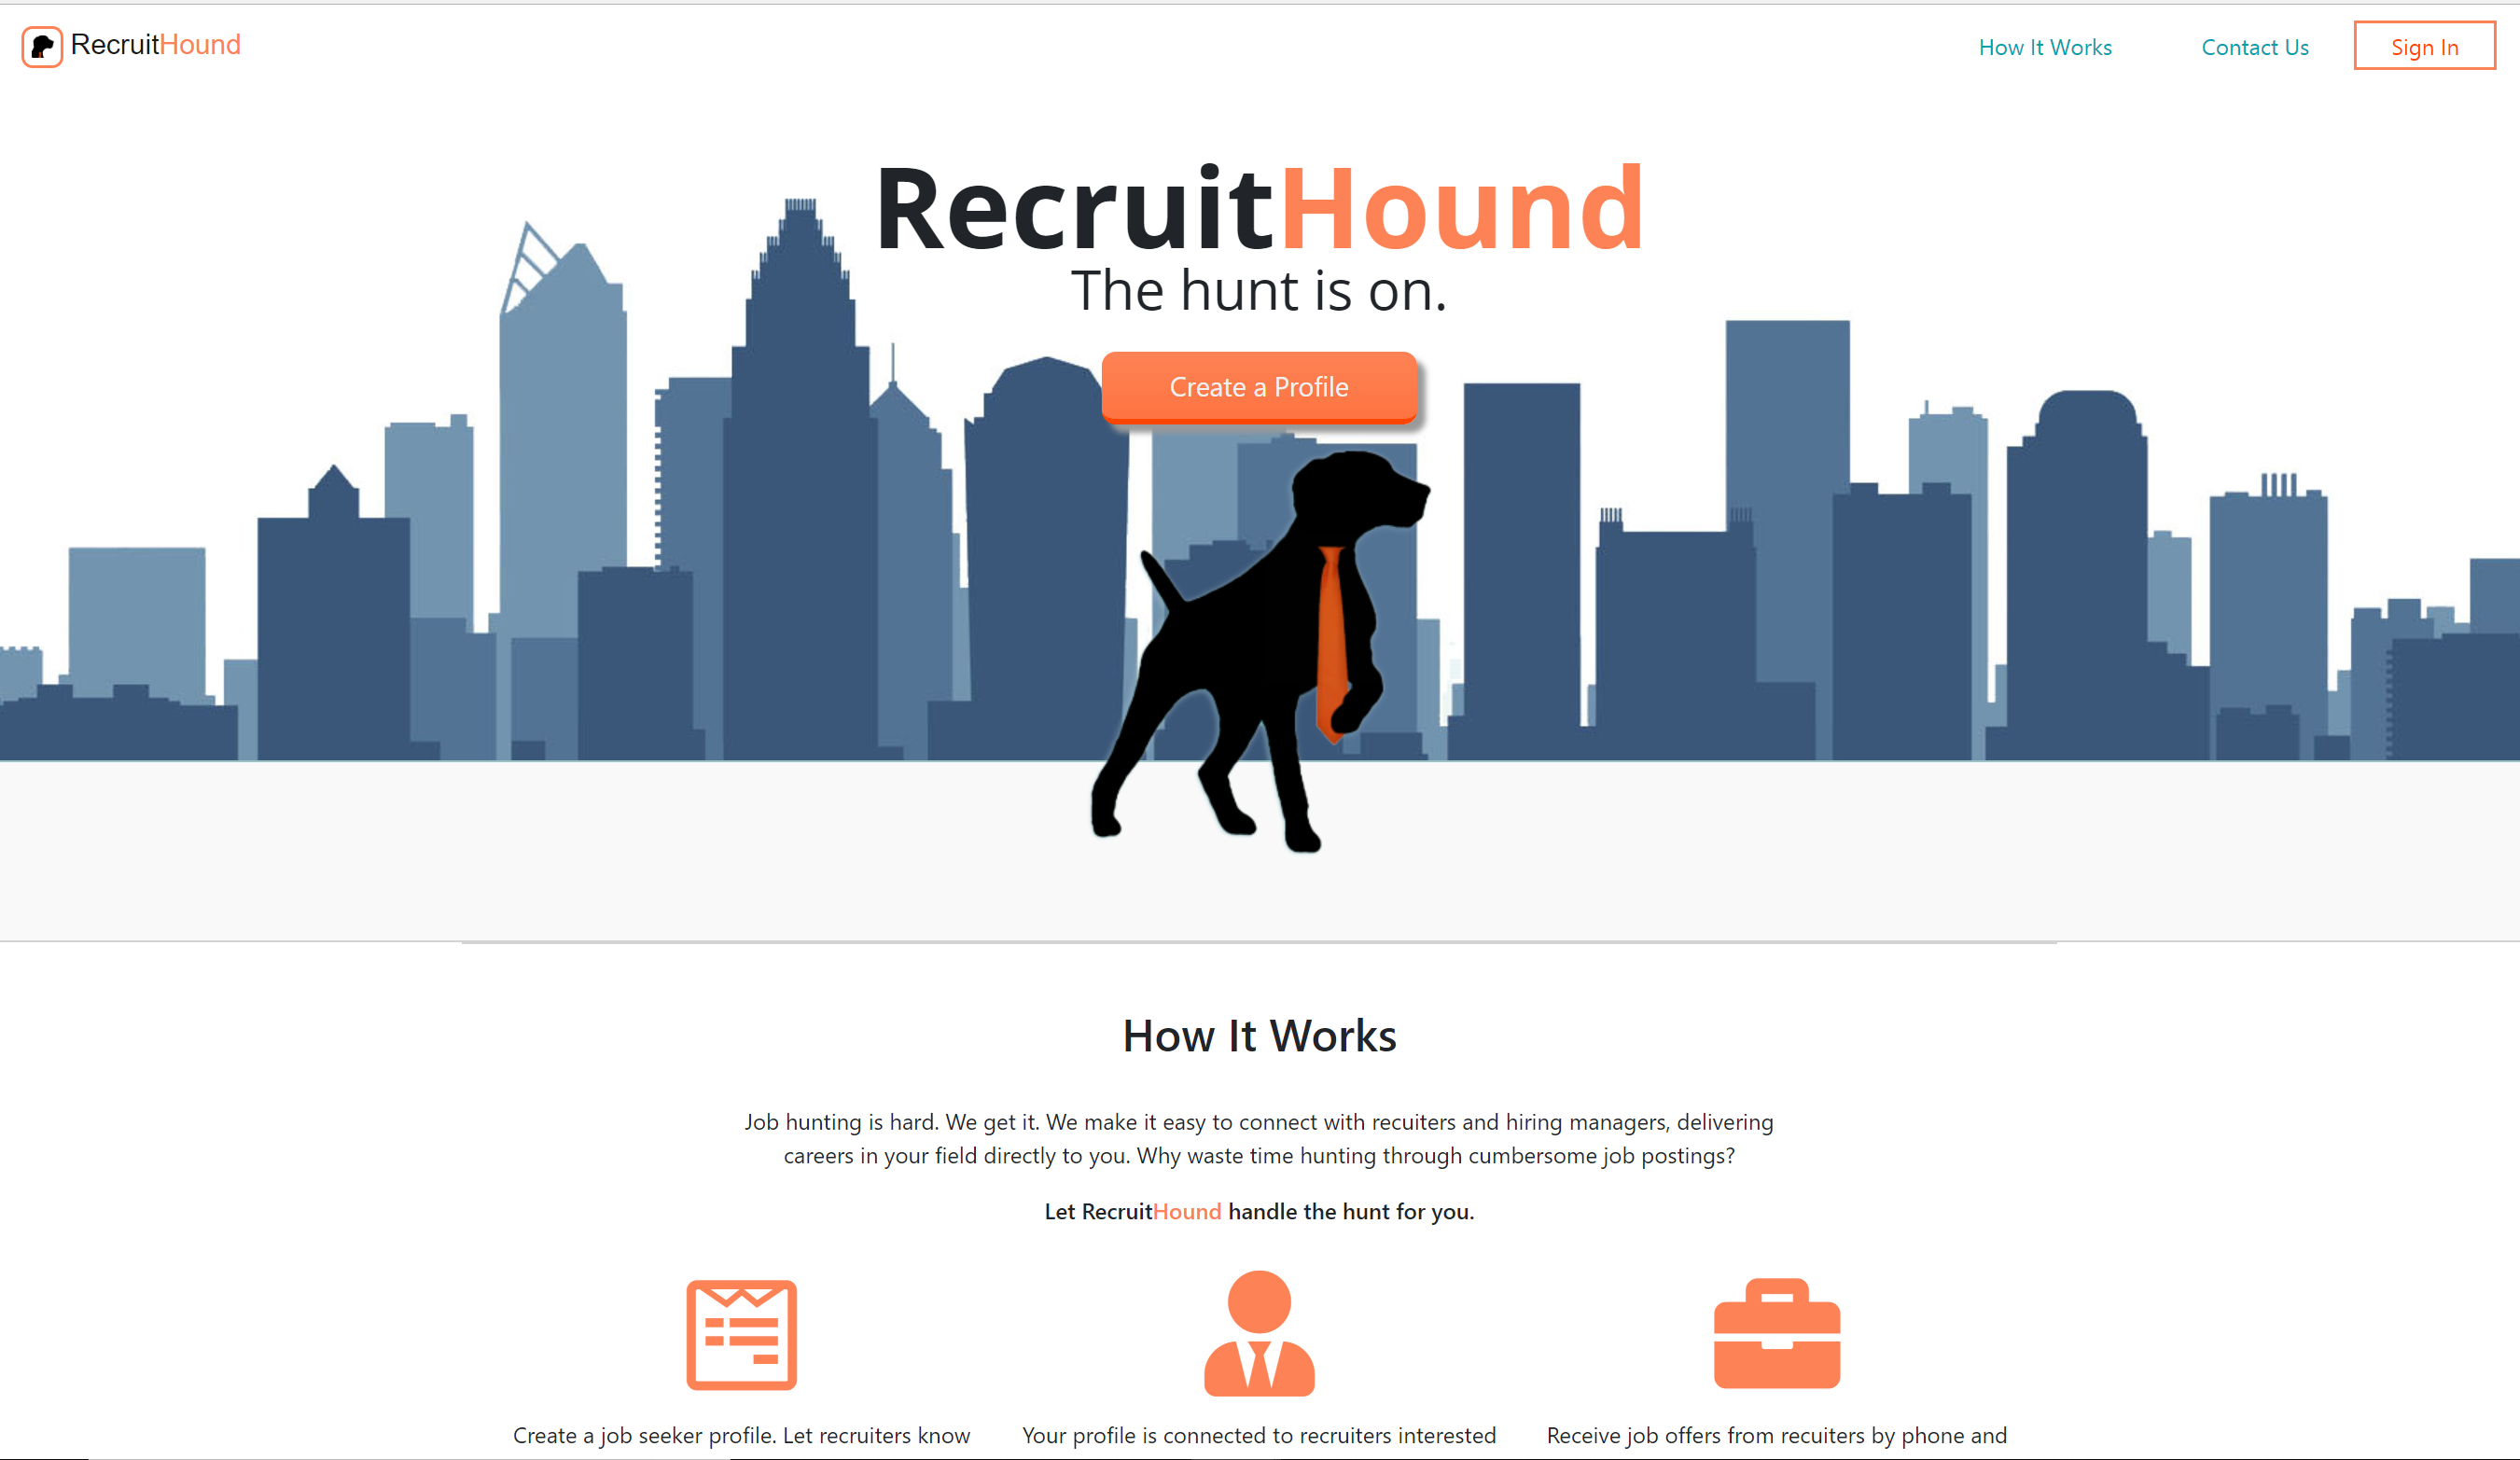 RecruitHound
How It Works
Contact Us
Sign In
RecruitHound
The hunt is on.
Create a Profile
How It Works
Job hunting is hard. We get it. We make it easy to connect with recuiters and hiring managers, delivering
careers in your field directly to you. Why waste time hunting through cumbersome job postings?
Let RecruitHound handle the hunt for you.
Create a job seeker profile. Let recruiters know
Your profile is connected to recruiters interested
Receive job offers from recuiters by phone and